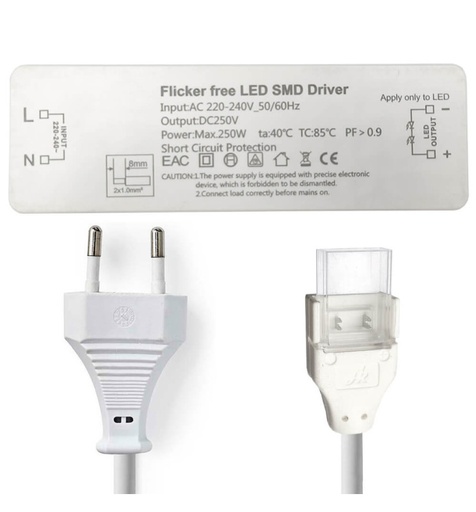 Flicker free LED SMD Driver
Input:AC 220-240V_50/60Hz
Output:DC250V
Power:Max.250W ta:40℃ TC:85℃ PF>0.9
Short Circuit Protection
EAC
CAUTION:1.The power supply is equipped with precise electronic
device, which is forbidden to be dismantled.
2.Connect load correctly before mains on.
L
N
INPUT
220-240~
8mm
2x1.0mm²
Apply only to LED
LED
OUTPUT
-
+